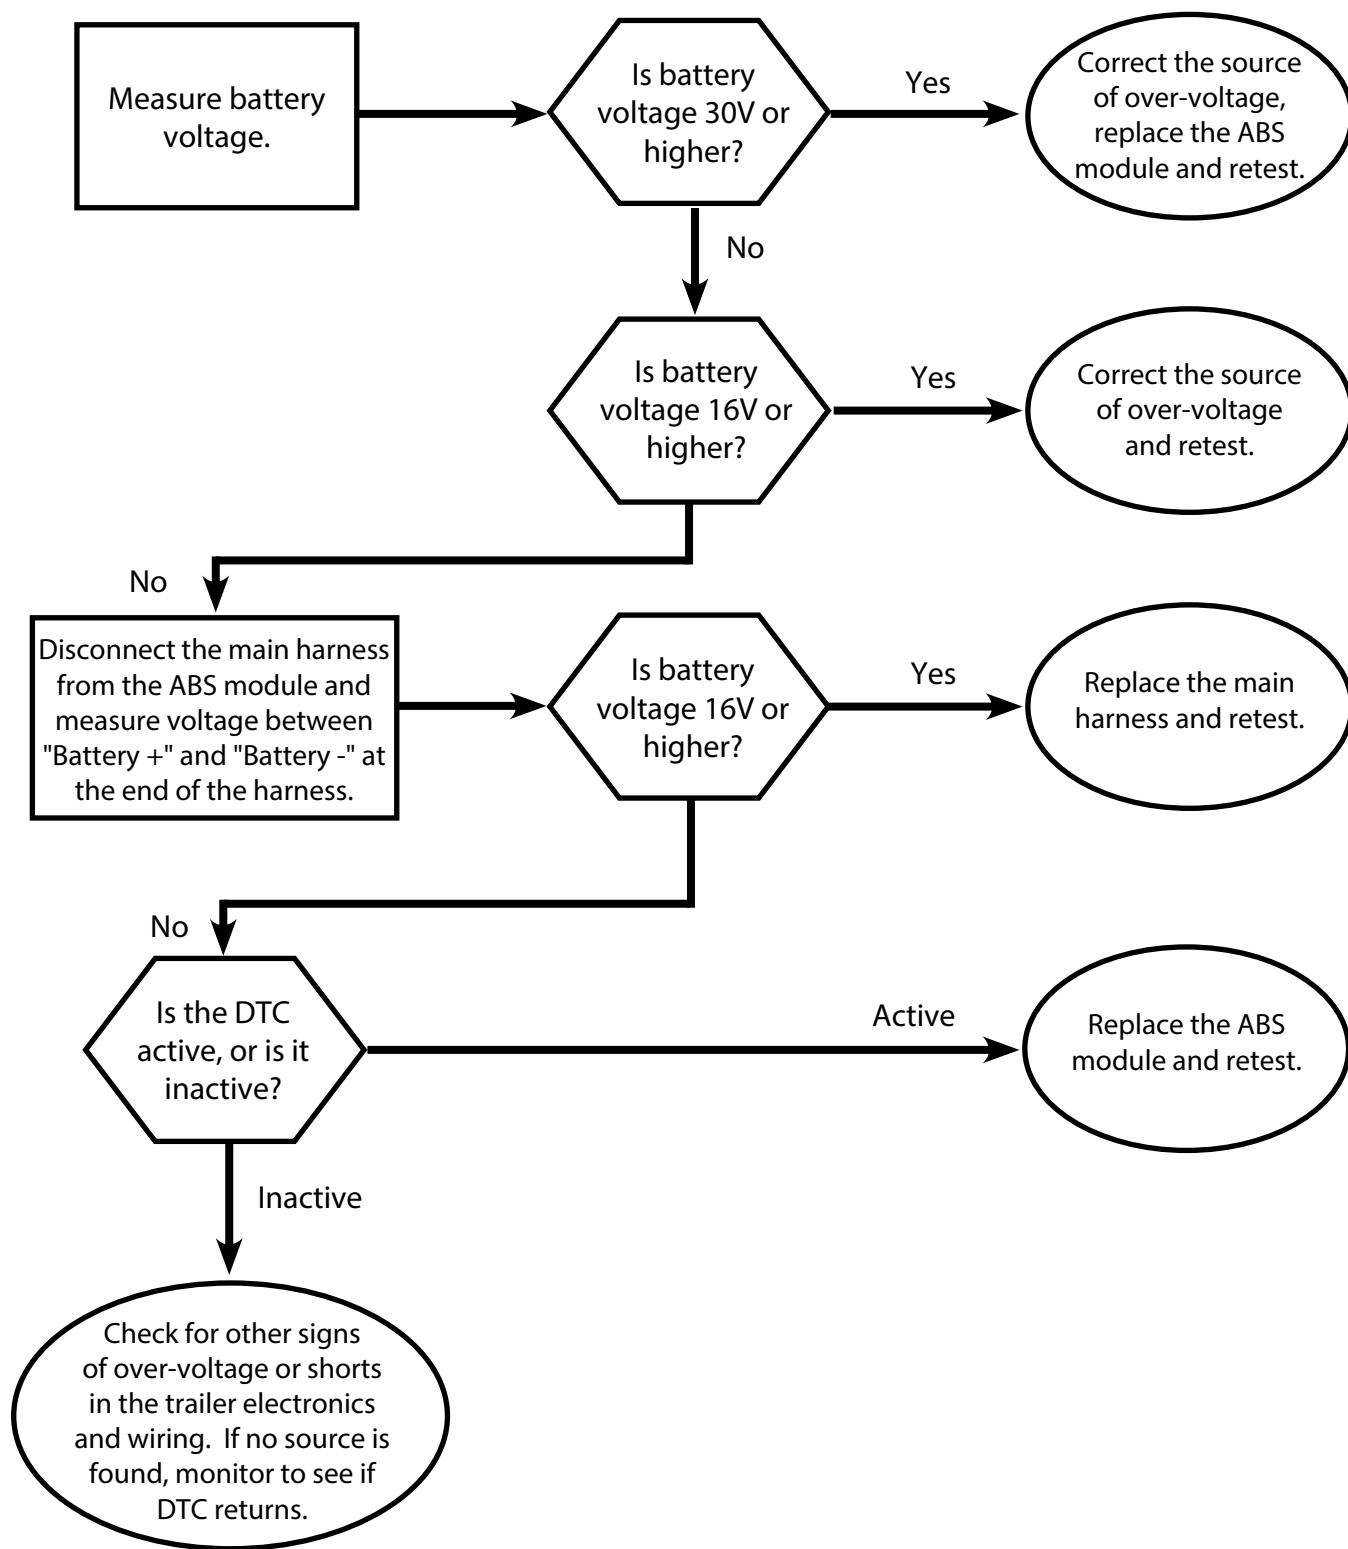 Measure battery
voltage.
Is battery
voltage 30V or
higher?
Yes
Correct the source
of over-voltage,
replace the ABS
module and retest.
No
Is battery
voltage 16V or
higher?
Yes
Correct the source
of over-voltage
and retest.
No
Disconnect the main harness
from the ABS module and
measure voltage between
"Battery +" and "Battery -" at
the end of the harness.
Is battery
voltage 16V or
higher?
Yes
Replace the main
harness and retest.
No
Is the DTC
active, or is it
inactive?
Active
Replace the ABS
module and retest.
Inactive
Check for other signs
of over-voltage or shorts
in the trailer electronics
and wiring.  If no source is
found, monitor to see if
DTC returns.